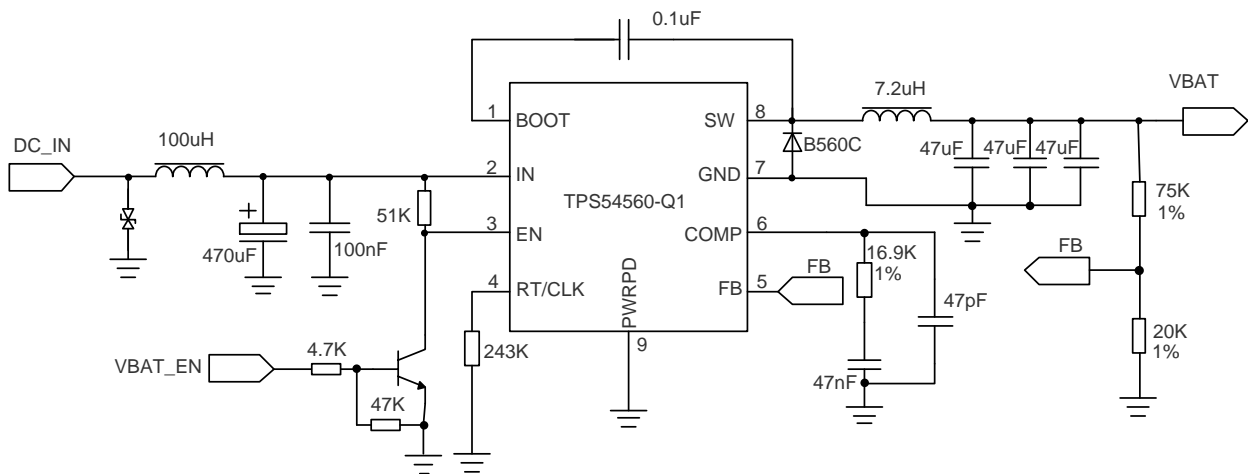 0.1uF
VBAT
7.2uH
1
BOOT
SW
8
B560C
DC_IN
100uH
47uF
47uF
47uF
2
IN
GND
7
75K
1%
TPS54560-Q1
+
51K
470uF
100nF
3
EN
COMP
6
16.9K
1%
FB
FB
4
RT/CLK
FB
5
47pF
PWRPD
9
20K
1%
VBAT_EN
4.7K
243K
47nF
47K